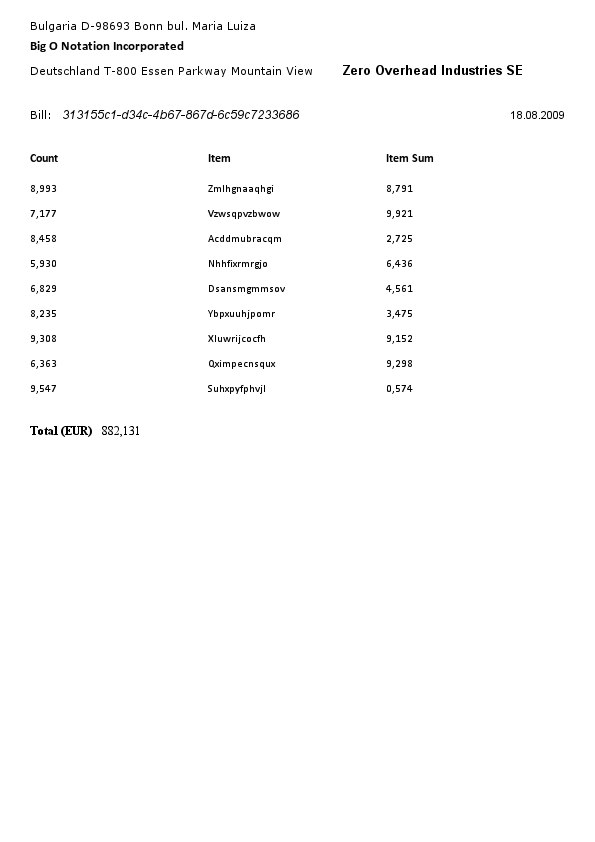 Bulgaria D-98693 Bonn bul. Maria Luiza
Big O Notation Incorporated
Deutschland T-800 Essen Parkway Mountain View Zero Overhead Industries SE
Bill: 313155c1-d34c-4b67-867d-6c59c7233686 18.08.2009
Count Item Item Sum
8,993 Zmlhgnaaqhgi 8,791
7,177 Vzwsqpvzbwow 9,921
8,458 Acddmubracqm 2,725
5,930 Nhhfixrmrgjo 6,436
6,829 Dsansmgmmsov 4,561
8,235 Ybpxuuhjpomr 3,475
9,308 Xluwrijcocfh 9,152
6,363 Qximpecnsqux 9,298
9,547 Suhxpyfphvjl 0,574
Total (EUR) 882,131